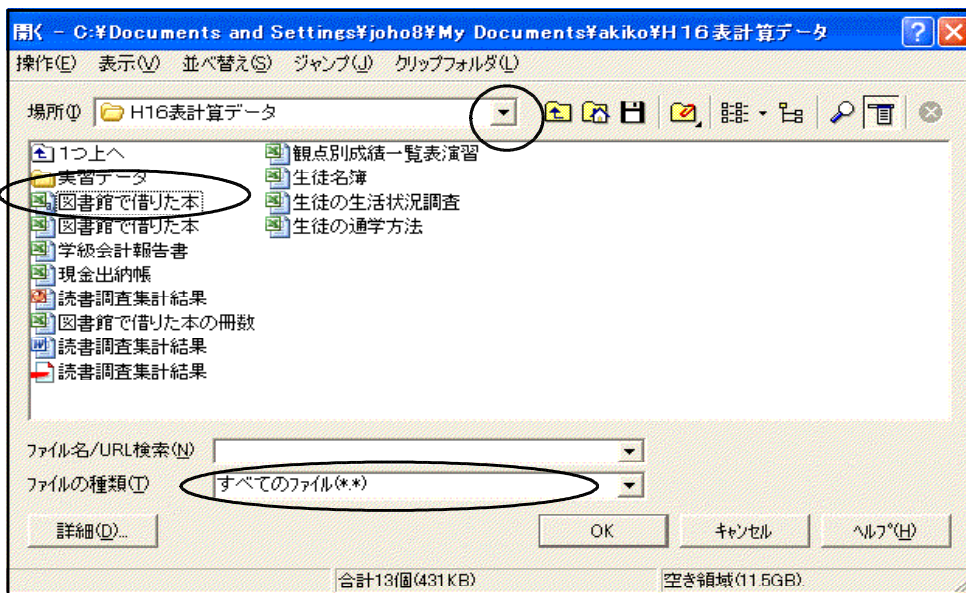 開く - C:¥Documents and Settings¥joho8¥My Documents¥akiko¥H16表計算データ
操作(E) 表示(V) 並べ替え(S) ジャンプ(J) クリップフォルダ(L)
場所(I) H16表計算データ
1つ上へ
実習データ
図書館で借りた本
図書館で借りた本
学級会計報告書
現金出納帳
読書調査集計結果
図書館で借りた本の冊数
読書調査集計結果
読書調査集計結果
観点別成績一覧表演習
生徒名簿
生徒の生活状況調査
生徒の通学方法
ファイル名/URL検索(N)
ファイルの種類(T) すべてのファイル(*.*)
詳細(D)... OK キャンセル ヘルプ(H)
合計13個(431KB) 空き領域(11.5GB)